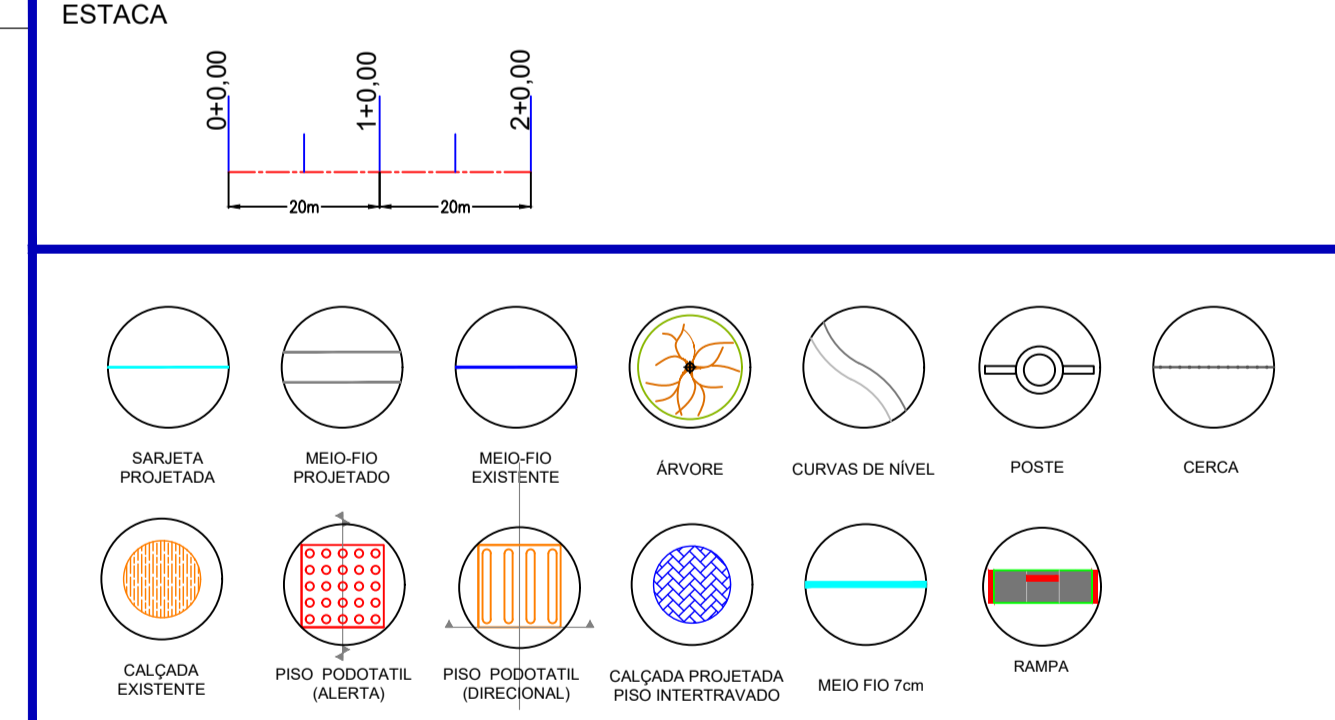 ESTACA
0+0,00
1+0,00
2+0,00
20m
20m
SARJETA
PROJETADA
MEIO-FIO
PROJETADO
MEIO-FIO
EXISTENTE
ÁRVORE
CURVAS DE NÍVEL
POSTE
CERCA
CALÇADA
EXISTENTE
PISO PODOTATIL
(ALERTA)
PISO PODOTATIL
(DIRECIONAL)
CALÇADA PROJETADA
PISO INTERTRAVADO
MEIO FIO 7cm
RAMPA